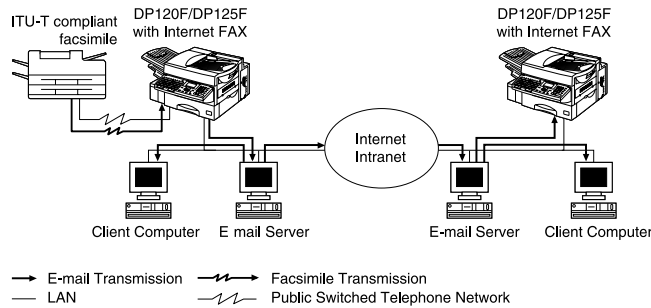 ITU-T compliant
facsimile
DP120F/DP125F
with Internet FAX
DP120F/DP125F
with Internet FAX
Internet
Intranet
Client Computer
E mail Server
E-mail Server
Client Computer
E-mail Transmission
Facsimile Transmission
LAN
Public Switched Telephone Network